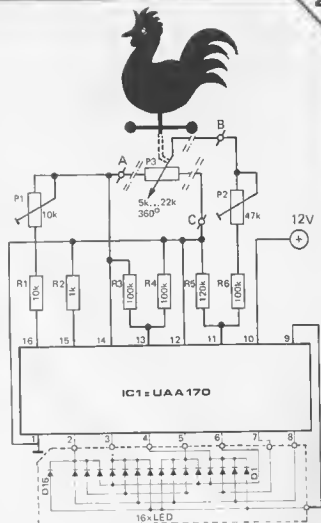 B
A
P3
C
P1
10k
5k...22k
360°
P2
47k
12V
+
R1
10k
R2
1k
R3
100k
R4
100k
R5
120k
R6
100k
16
15
14
13
12
11
10
9
IC1 = UAA170
1
2
3
4
5
6
7
8
D16
D1
16×LED